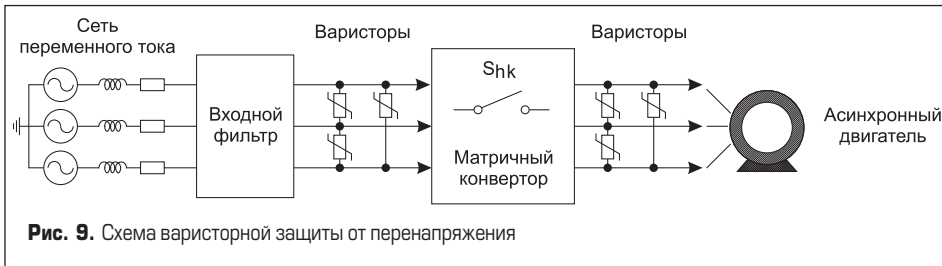 Сеть
переменного тока
Варисторы
Варисторы
Входной
фильтр
Shk
Матричный
конвертор
Асинхронный
двигатель
Рис. 9. Схема варисторной защиты от перенапряжения